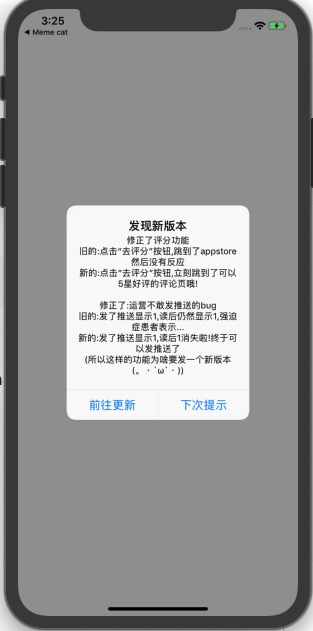 3:25
◀ Meme cat
发现新版本
修正了评分功能
旧的:点击“去评分”按钮,跳到了appstore
然后没有反应
新的:点击“去评分”按钮,立刻跳到了可以
5星好评的评论页哦!
修正了:运营不敢发推送的bug
旧的:发了推送显示1,读后仍然显示1,强迫
症患者表示...
新的:发了推送显示1,读后1消失啦!终于可
以发推送了
(所以这样的功能为啥要发一个新版本
(。・`ω´・))
前往更新
下次提示